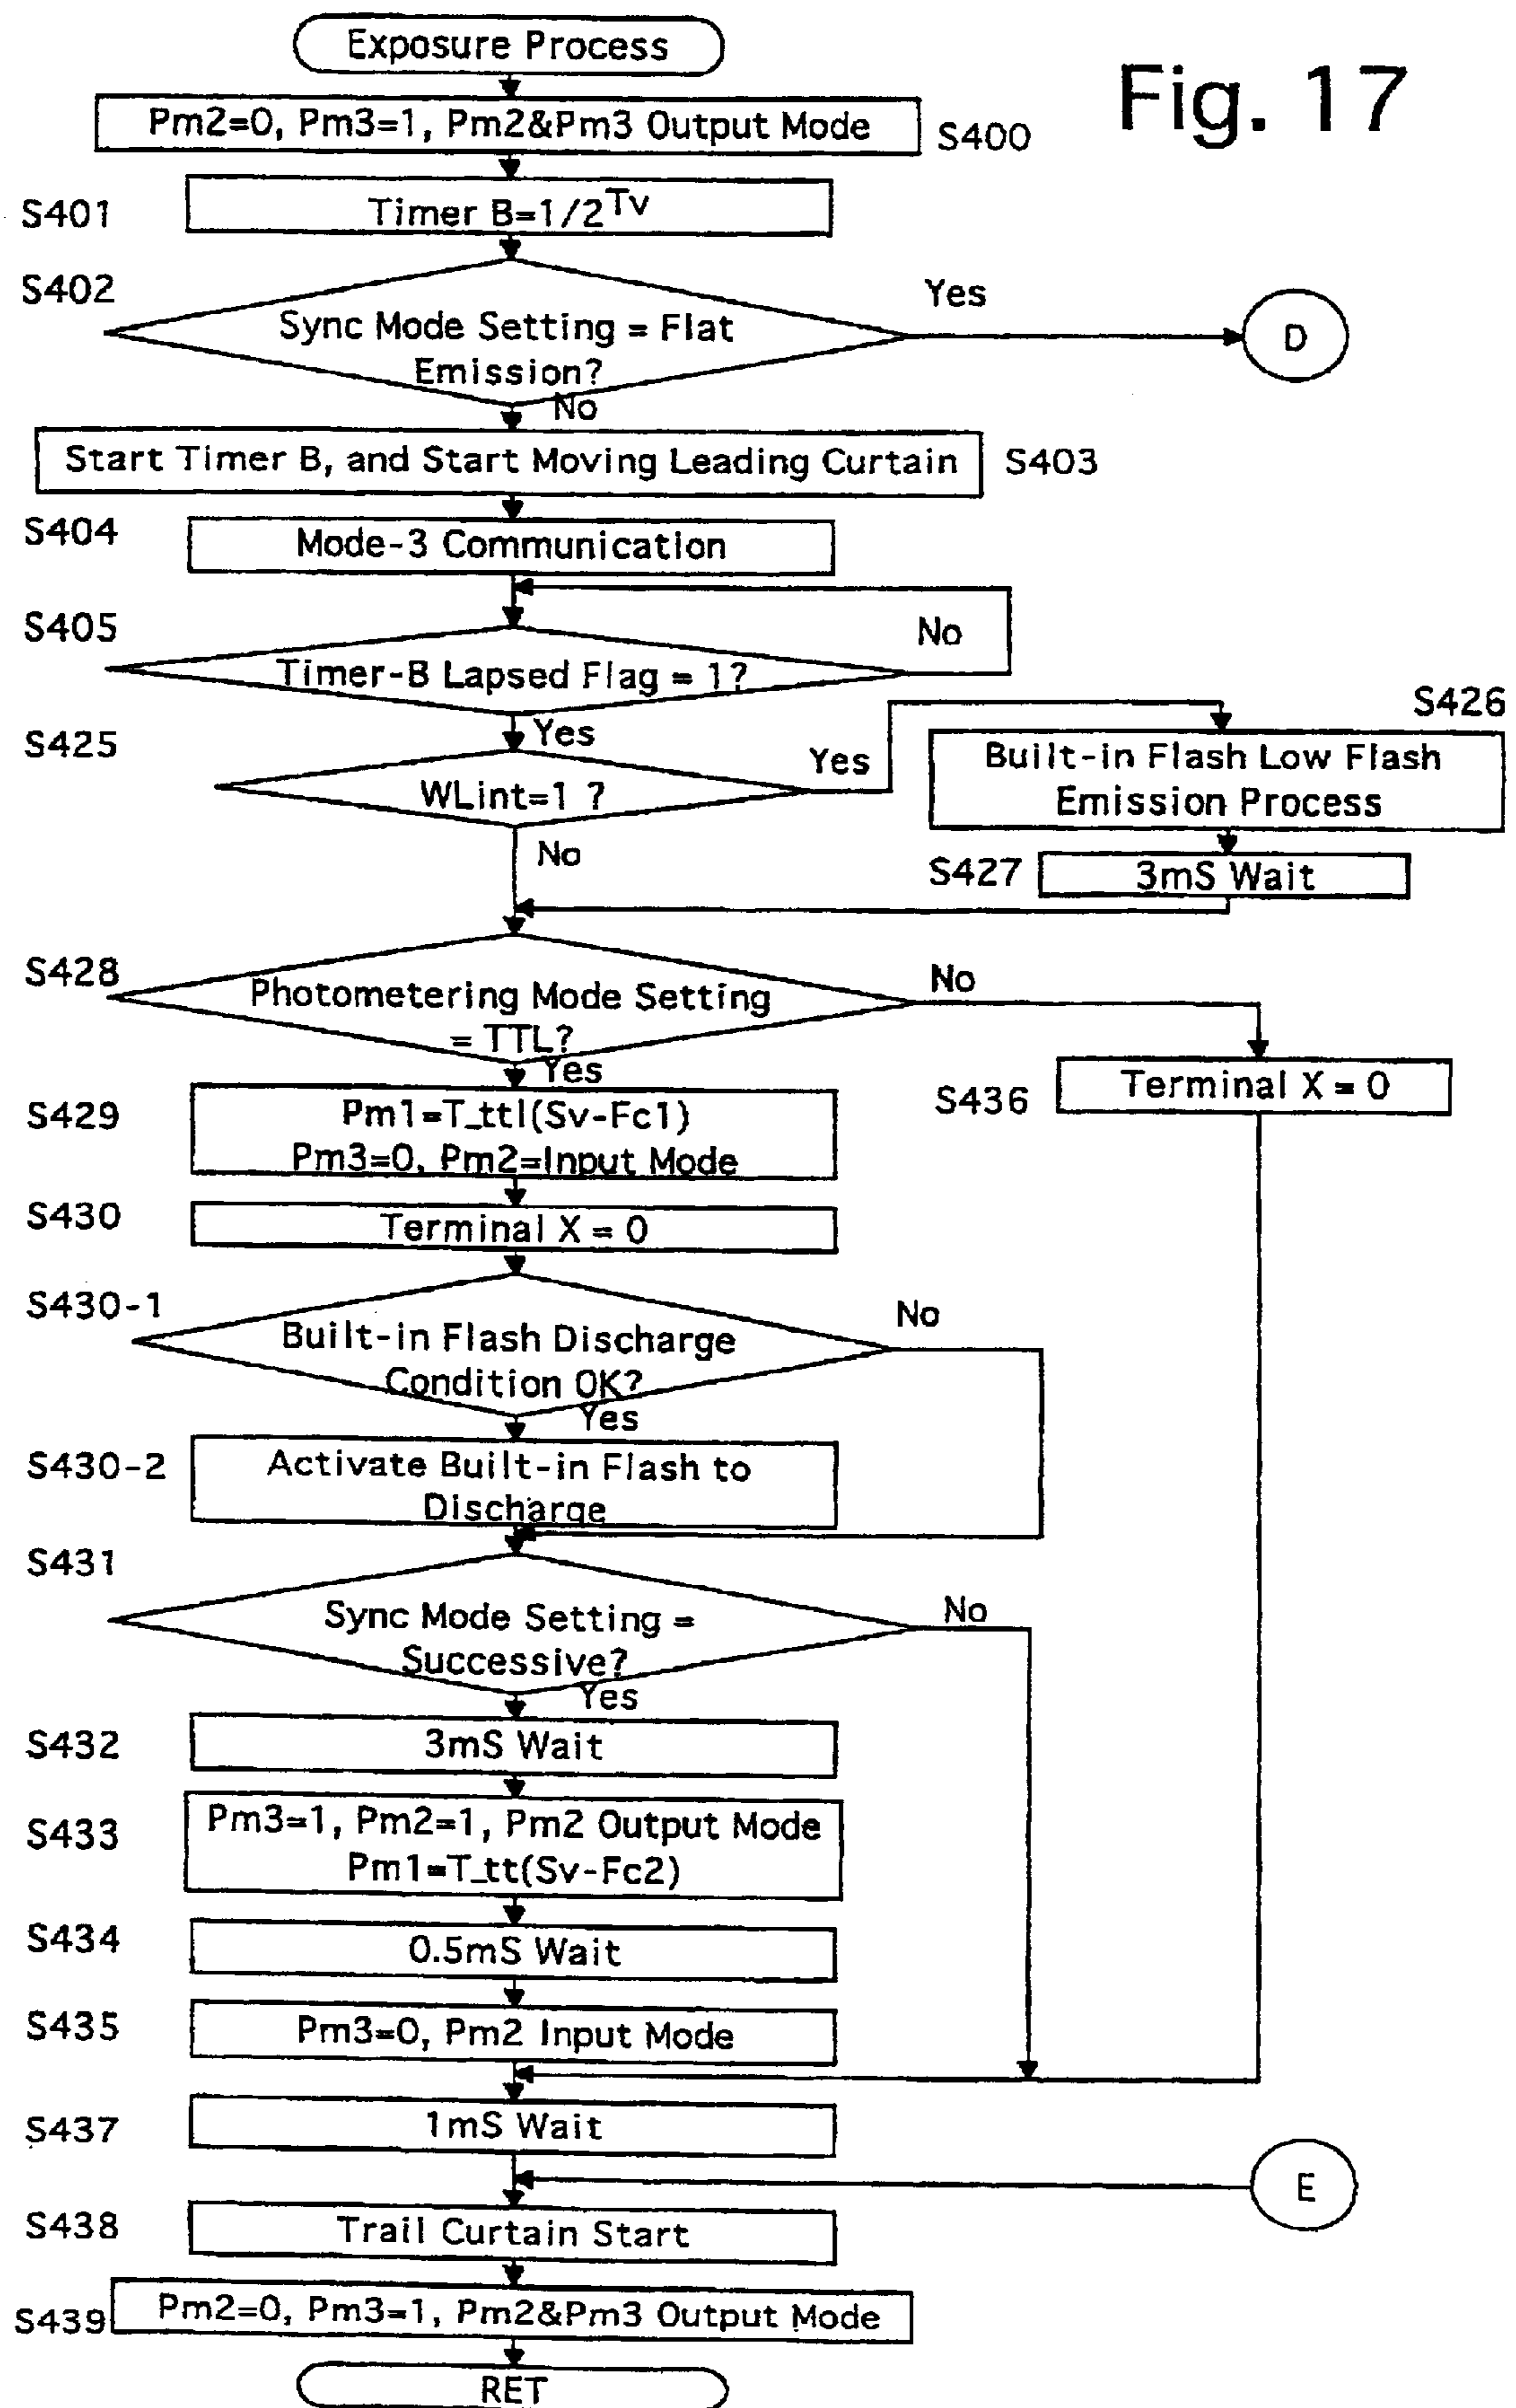 Exposure Process
Fig. 17
Pm2=0, Pm3=1, Pm2&Pm3 Output Mode
S400
S401
Timer B=1/2^Tv
S402
Sync Mode Setting = Flat
Emission?
Yes
D
No
Start Timer B, and Start Moving Leading Curtain
S403
S404
Mode-3 Communication
S405
Timer-B Lapsed Flag = 1?
No
Yes
S425
WLint=1 ?
Yes
S426
Built-in Flash Low Flash
Emission Process
No
S427
3mS Wait
S428
Photometering Mode Setting
= TTL?
No
Yes
S436
Terminal X = 0
S429
Pm1=T_ttl(Sv-Fc1)
Pm3=0, Pm2=Input Mode
S430
Terminal X = 0
S430-1
Built-in Flash Discharge
Condition OK?
No
Yes
S430-2
Activate Built-in Flash to
Discharge
S431
Sync Mode Setting =
Successive?
No
Yes
S432
3mS Wait
S433
Pm3=1, Pm2=1, Pm2 Output Mode
Pm1=T_tt(Sv-Fc2)
S434
0.5mS Wait
S435
Pm3=0, Pm2 Input Mode
S437
1mS Wait
E
S438
Trail Curtain Start
S439
Pm2=0, Pm3=1, Pm2&Pm3 Output Mode
RET